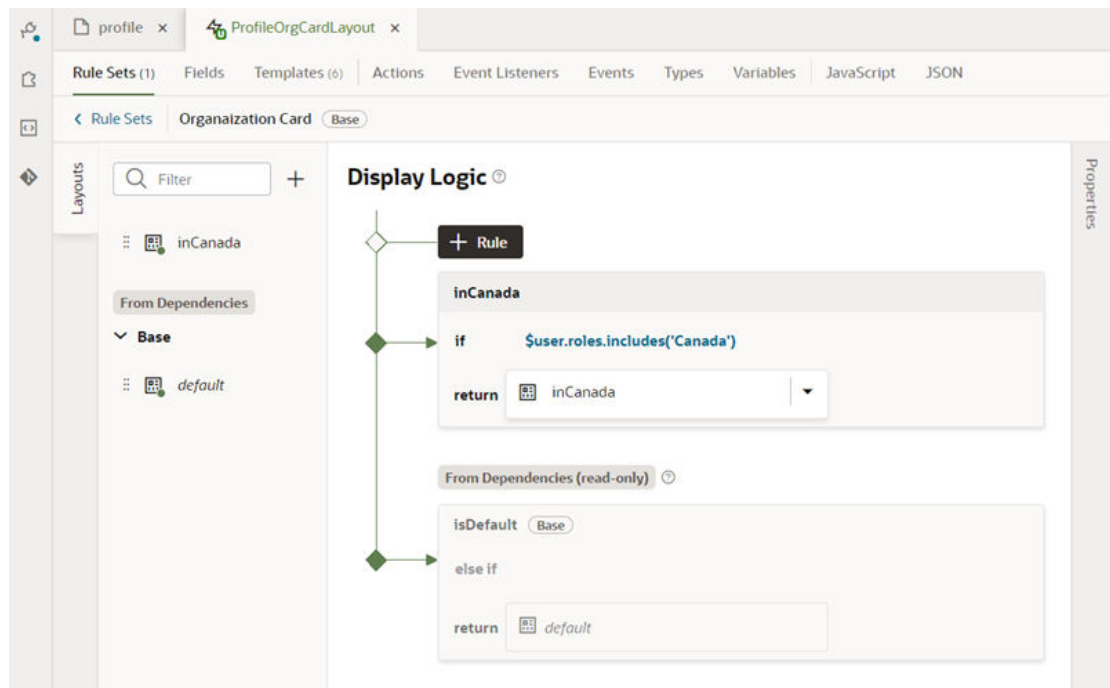 profile × ProfileOrgCardLayout ×
Rule Sets (1) Fields Templates (6) Actions Event Listeners Events Types Variables JavaScript JSON
Rule Sets Organaization Card Base
Layouts
Filter
Display Logic
Properties
inCanada
+ Rule
From Dependencies
inCanada
Base
if $user.roles.includes('Canada')
default
return inCanada
From Dependencies (read-only)
isDefault Base
else if
return default